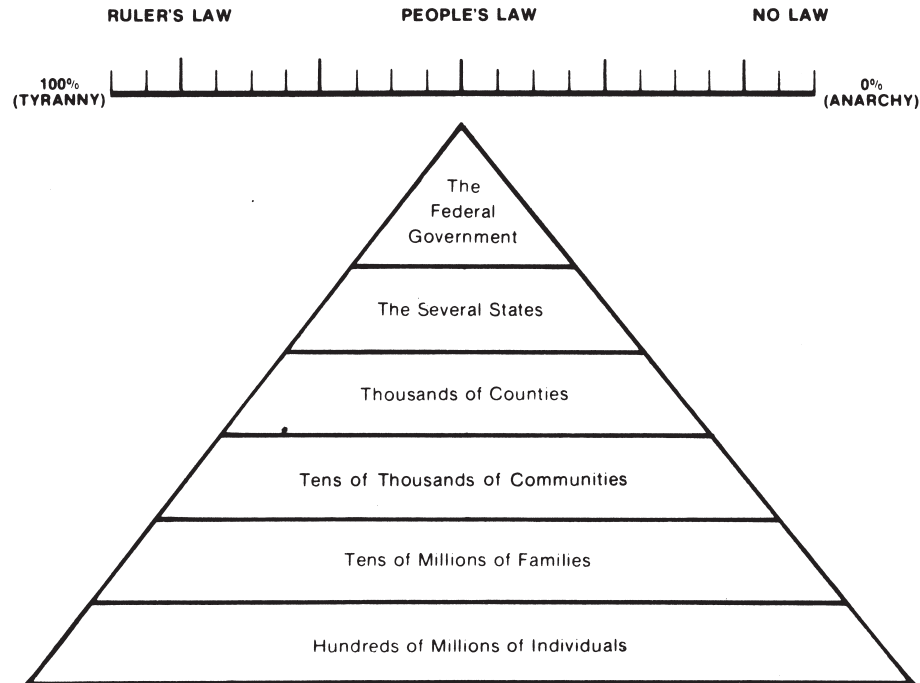 RULER'S LAW
PEOPLE'S LAW
NO LAW
100%
(TYRANNY)
0%
(ANARCHY)
The
Federal
Government
The Several States
Thousands of Counties
Tens of Thousands of Communities
Tens of Millions of Families
Hundreds of Millions of Individuals